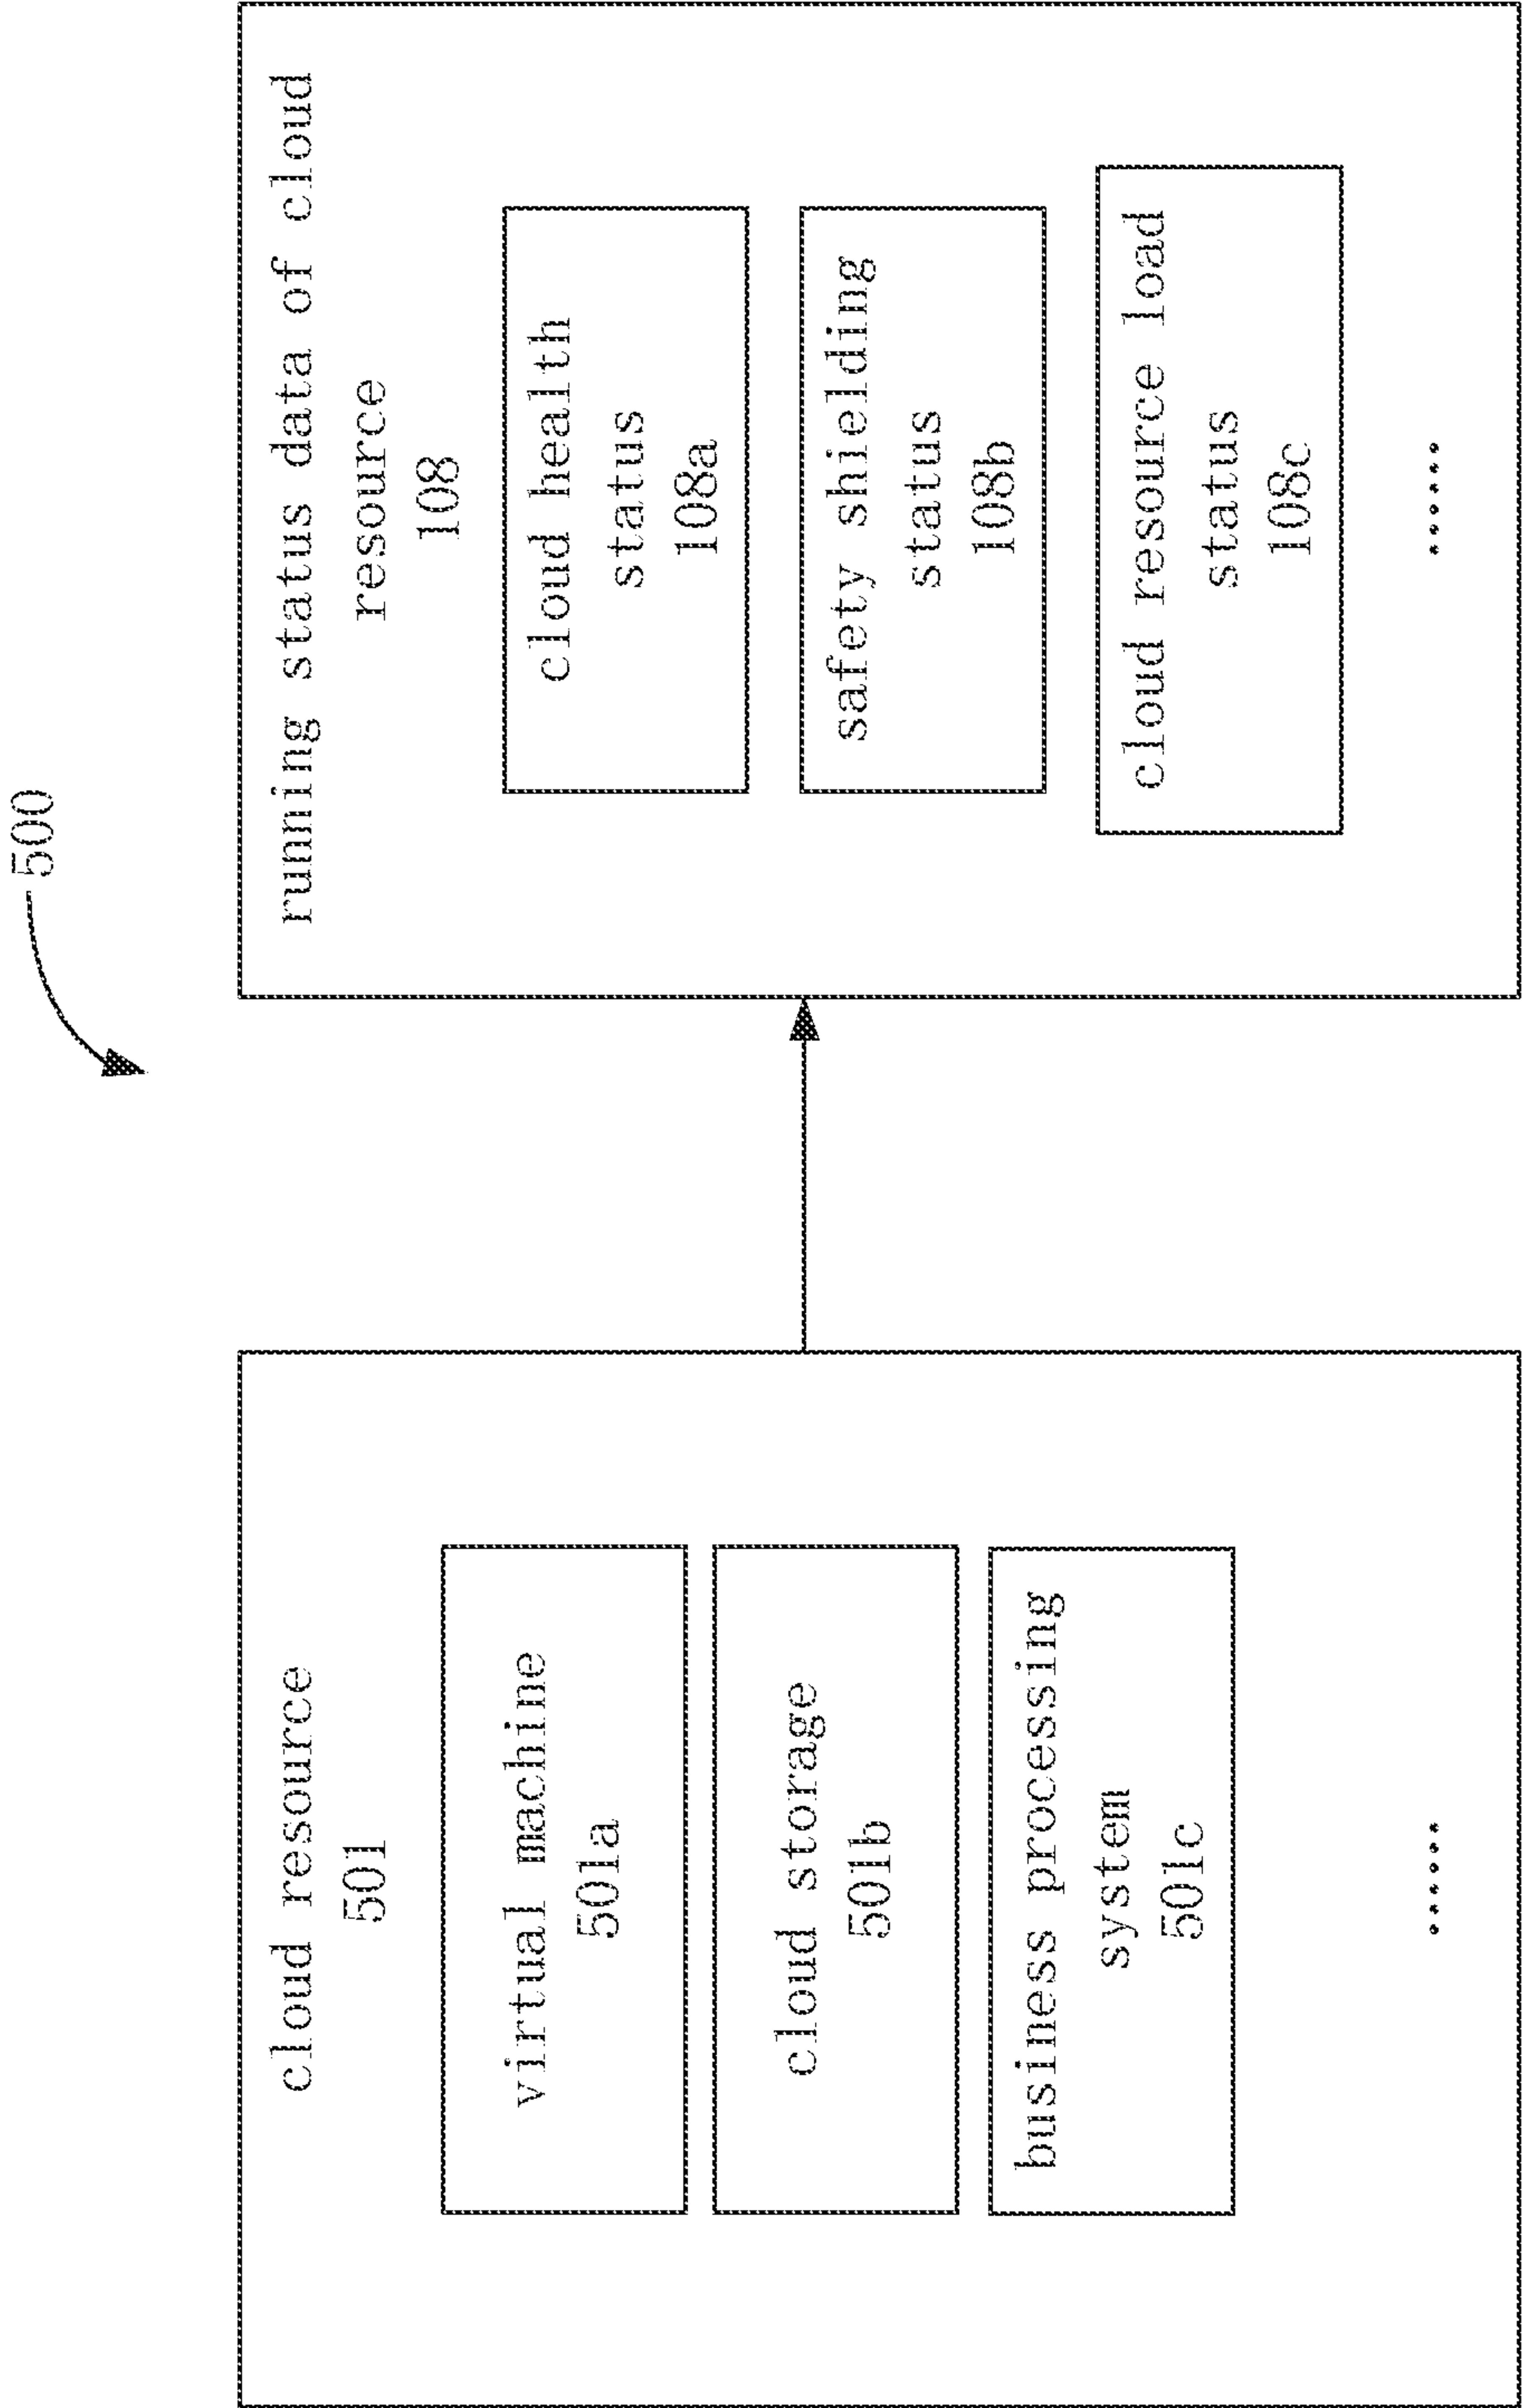 500
cloud resource
501
virtual machine
501a
cloud storage
501b
business processing
system
501c
......
running status data of cloud
resource
108
cloud health
status
108a
safety shielding
status
108b
cloud resource load
status
108c
......